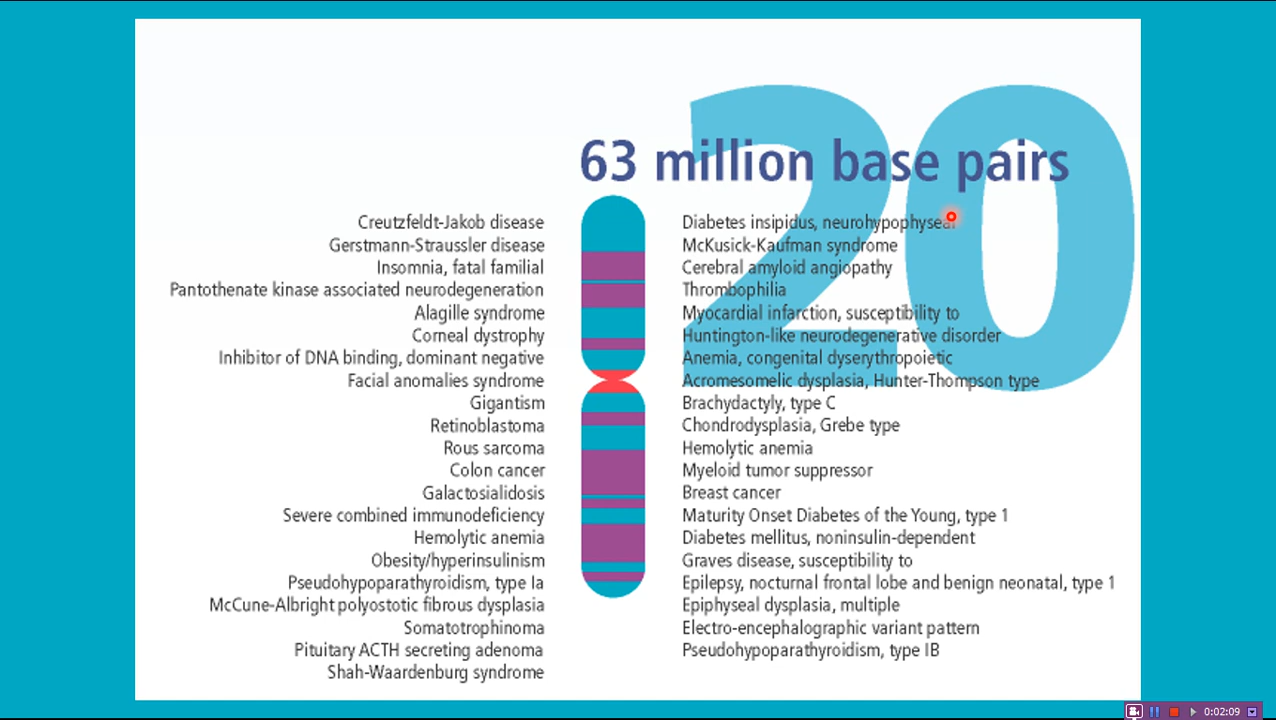 20
63 million base pairs
Creutzfeldt-Jakob disease
Gerstmann-Straussler disease
Insomnia, fatal familial
Pantothenate kinase associated neurodegeneration
Alagille syndrome
Corneal dystrophy
Inhibitor of DNA binding, dominant negative
Facial anomalies syndrome
Gigantism
Retinoblastoma
Rous sarcoma
Colon cancer
Galactosialidosis
Severe combined immunodeficiency
Hemolytic anemia
Obesity/hyperinsulinism
Pseudohypoparathyroidism, type Ia
McCune-Albright polyostotic fibrous dysplasia
Somatotrophinoma
Pituitary ACTH secreting adenoma
Shah-Waardenburg syndrome
Diabetes insipidus, neurohypophyseal
McKusick-Kaufman syndrome
Cerebral amyloid angiopathy
Thrombophilia
Myocardial infarction, susceptibility to
Huntington-like neurodegenerative disorder
Anemia, congenital dyserythropoietic
Acromesomelic dysplasia, Hunter-Thompson type
Brachydactyly, type C
Chondrodysplasia, Grebe type
Hemolytic anemia
Myeloid tumor suppressor
Breast cancer
Maturity Onset Diabetes of the Young, type 1
Diabetes mellitus, noninsulin-dependent
Graves disease, susceptibility to
Epilepsy, nocturnal frontal lobe and benign neonatal, type 1
Epiphyseal dysplasia, multiple
Electro-encephalographic variant pattern
Pseudohypoparathyroidism, type IB
0:02:09